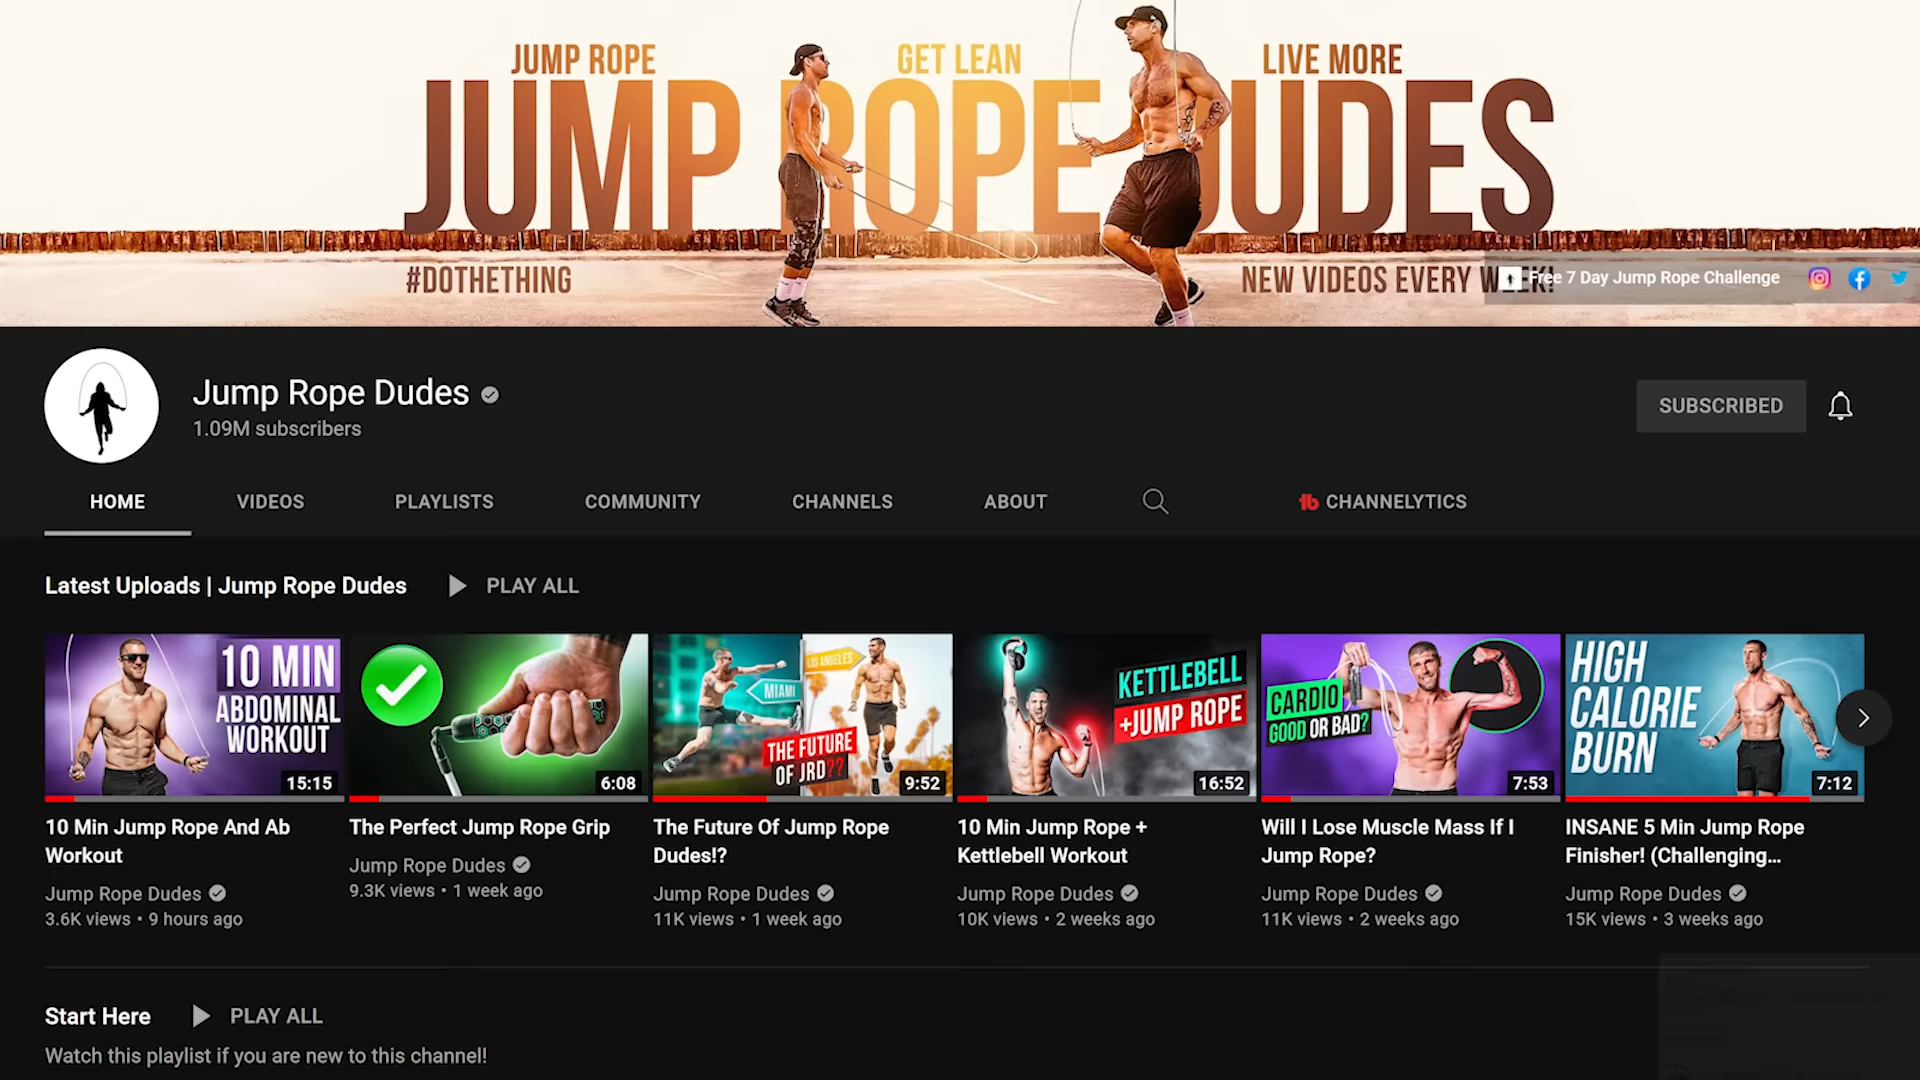 JUMP ROPE GET LEAN LIVE MORE
JUMP ROPE DUDES
#DOTHETHING NEW VIDEOS EVERY WEEK!
Free 7 Day Jump Rope Challenge
Jump Rope Dudes
1.09M subscribers
SUBSCRIBED
HOME VIDEOS PLAYLISTS COMMUNITY CHANNELS ABOUT CHANNELYTICS
Latest Uploads | Jump Rope Dudes PLAY ALL
10 MIN
ABDOMINAL
WORKOUT
15:15
6:08
MIAMI
LOS ANGELES
THE FUTURE
OF JRD??
9:52
KETTLEBELL
+JUMP ROPE
16:52
CARDIO
GOOD OR BAD?
7:53
HIGH
CALORIE
BURN
7:12
10 Min Jump Rope And Ab
Workout
Jump Rope Dudes
3.6K views • 9 hours ago
The Perfect Jump Rope Grip
Jump Rope Dudes
9.3K views • 1 week ago
The Future Of Jump Rope
Dudes!?
Jump Rope Dudes
11K views • 1 week ago
10 Min Jump Rope +
Kettlebell Workout
Jump Rope Dudes
10K views • 2 weeks ago
Will I Lose Muscle Mass If I
Jump Rope?
Jump Rope Dudes
11K views • 2 weeks ago
INSANE 5 Min Jump Rope
Finisher! (Challenging...
Jump Rope Dudes
15K views • 3 weeks ago
Start Here PLAY ALL
Watch this playlist if you are new to this channel!